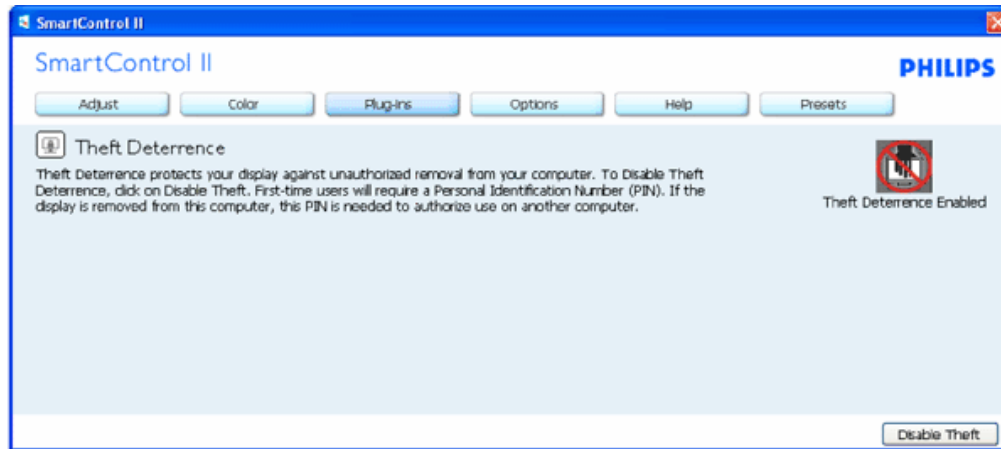 SmartControl II
SmartControl II
PHILIPS
Adjust Color Plug-Ins Options Help Presets
Theft Deterrence
Theft Deterrence protects your display against unauthorized removal from your computer. To Disable Theft
Deterrence, click on Disable Theft. First-time users will require a Personal Identification Number (PIN). If the
display is removed from this computer, this PIN is needed to authorize use on another computer.
Theft Deterrence Enabled
Disable Theft